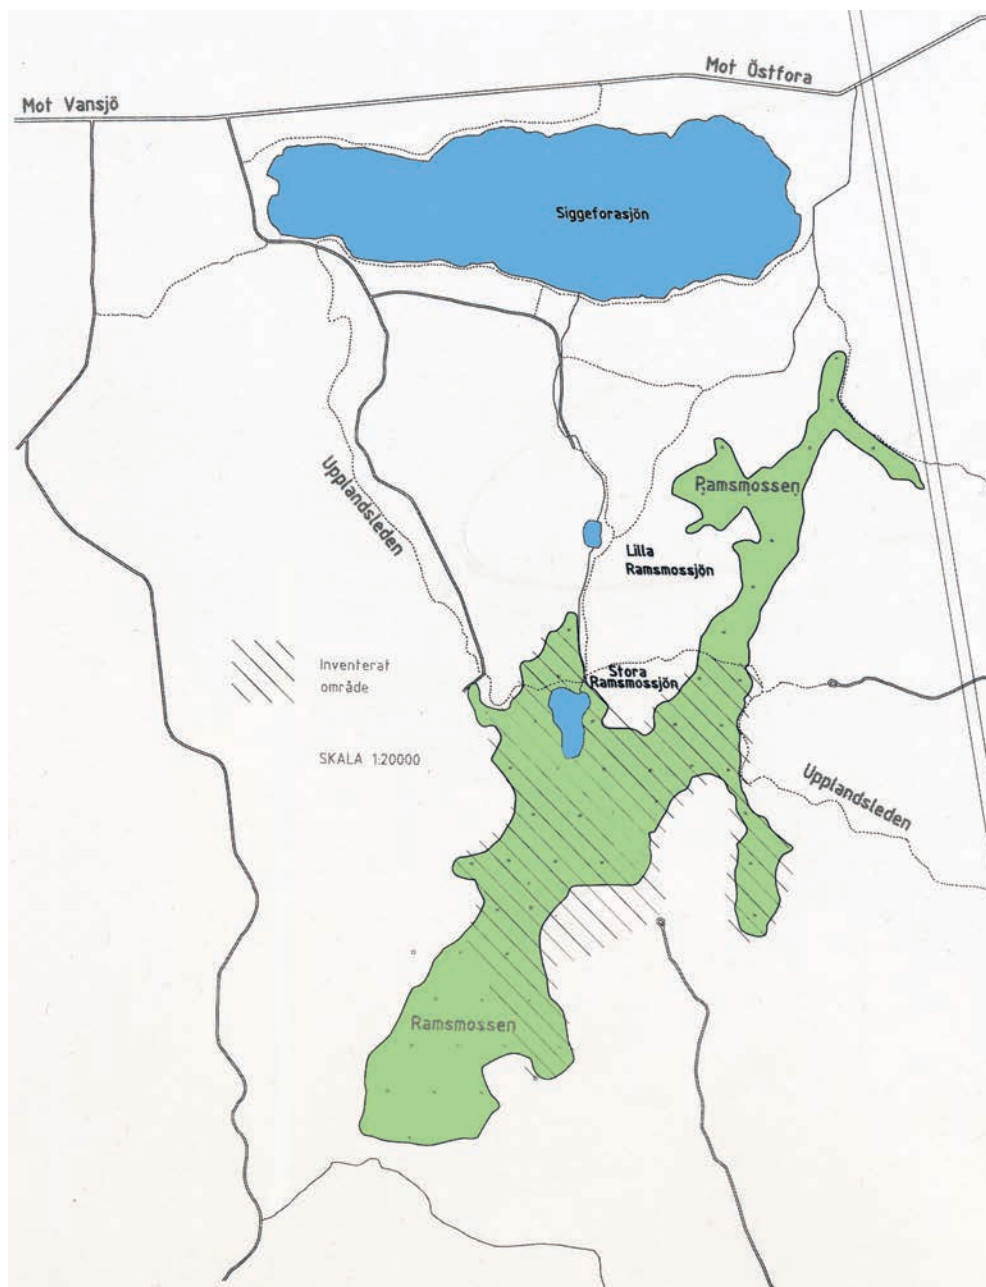 Mot Östfora
Mot Vansjö
Siggeforasjön
Upplandsleden
Ramsmossen
Lilla
Ramsmossjön
Inventerat
område
Stora
Ramsmossjön
SKALA 1:20000
Upplandsleden
Ramsmossen